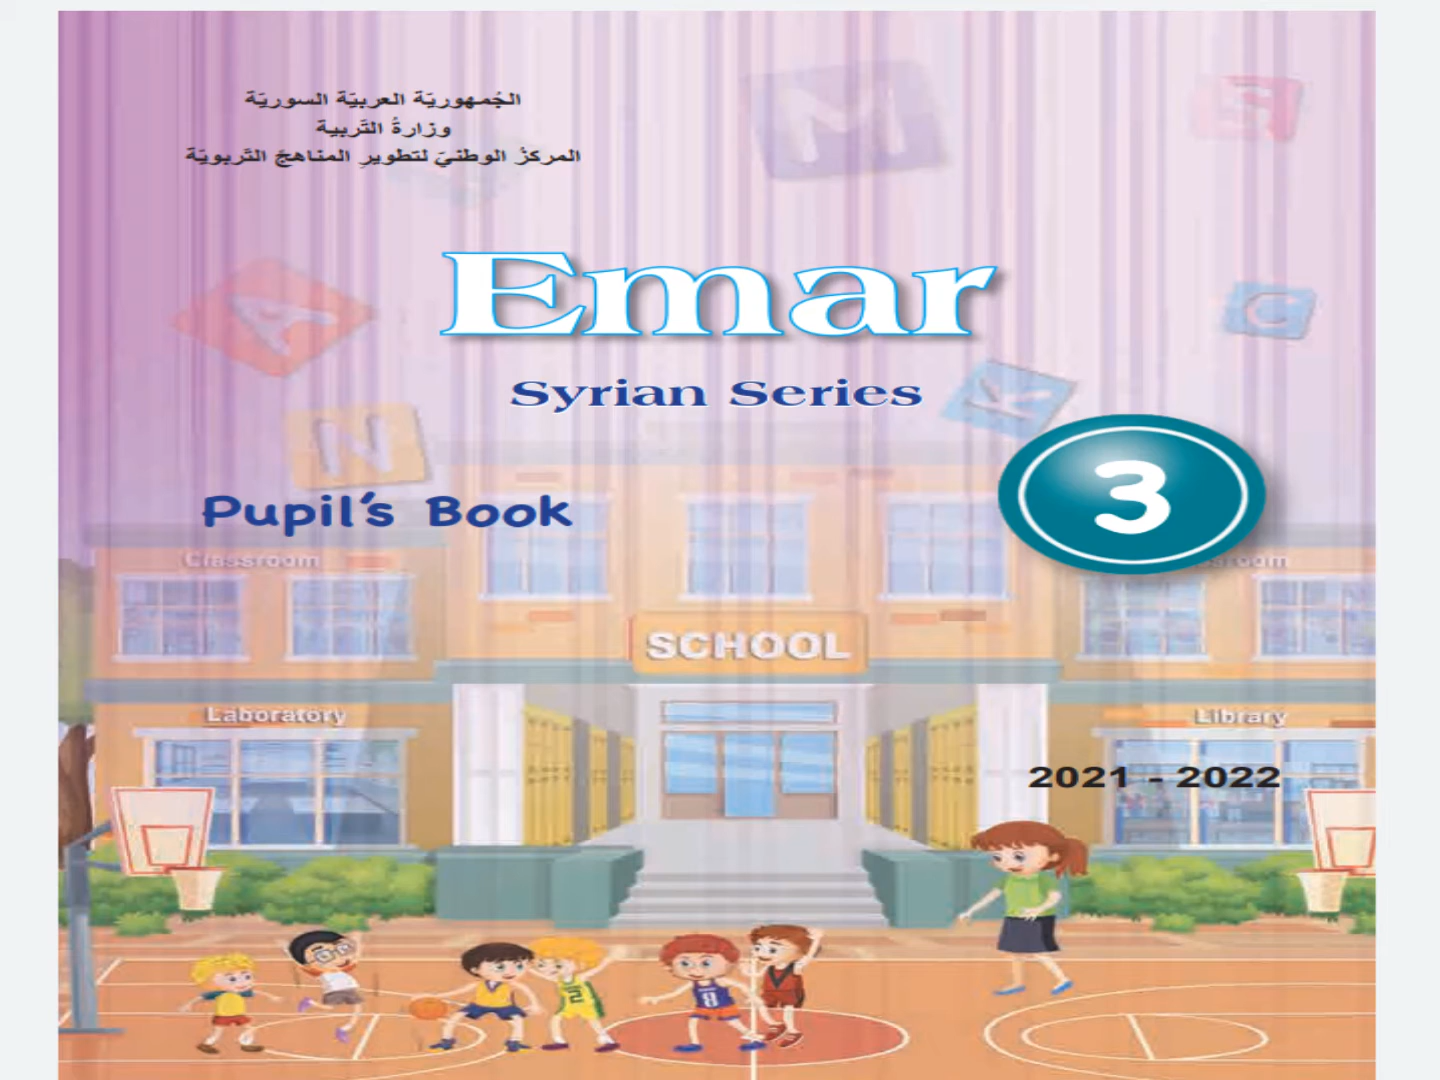 الجُمهوريّة العربيّة السوريّة
وزارةُ التّربية
المركزُ الوطنيّ لتطويرِ المناهجَ التّربويّة
M
A
C
K
N
Emar
Syrian Series
3
Pupil's Book
Classroom
SCHOOL
Laboratory
Library
2021 - 2022
8